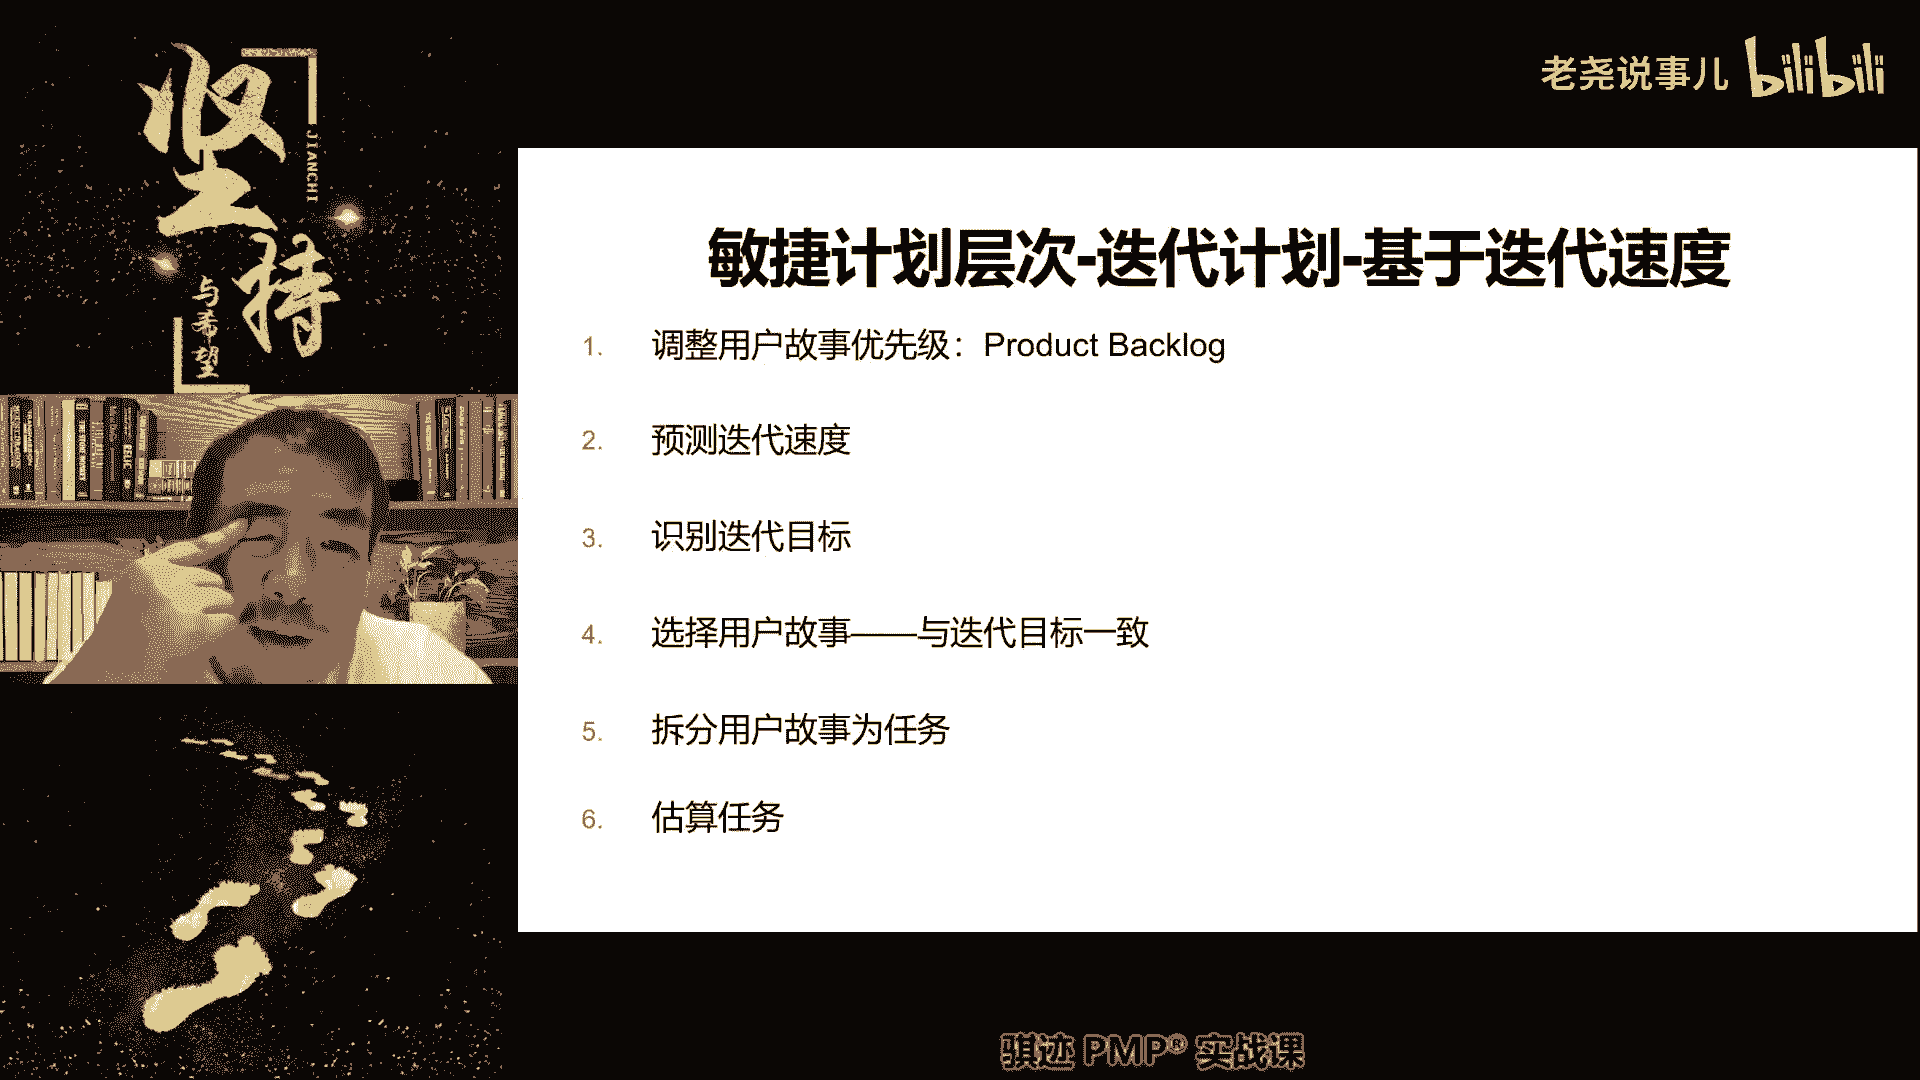 坚持
JIANCHI
与希望
老尧说事儿 bilibili
敏捷计划层次-迭代计划-基于迭代速度
1. 调整用户故事优先级：Product Backlog
2. 预测迭代速度
3. 识别迭代目标
4. 选择用户故事——与迭代目标一致
5. 拆分用户故事为任务
6. 估算任务
骐迹 PMP® 实战课